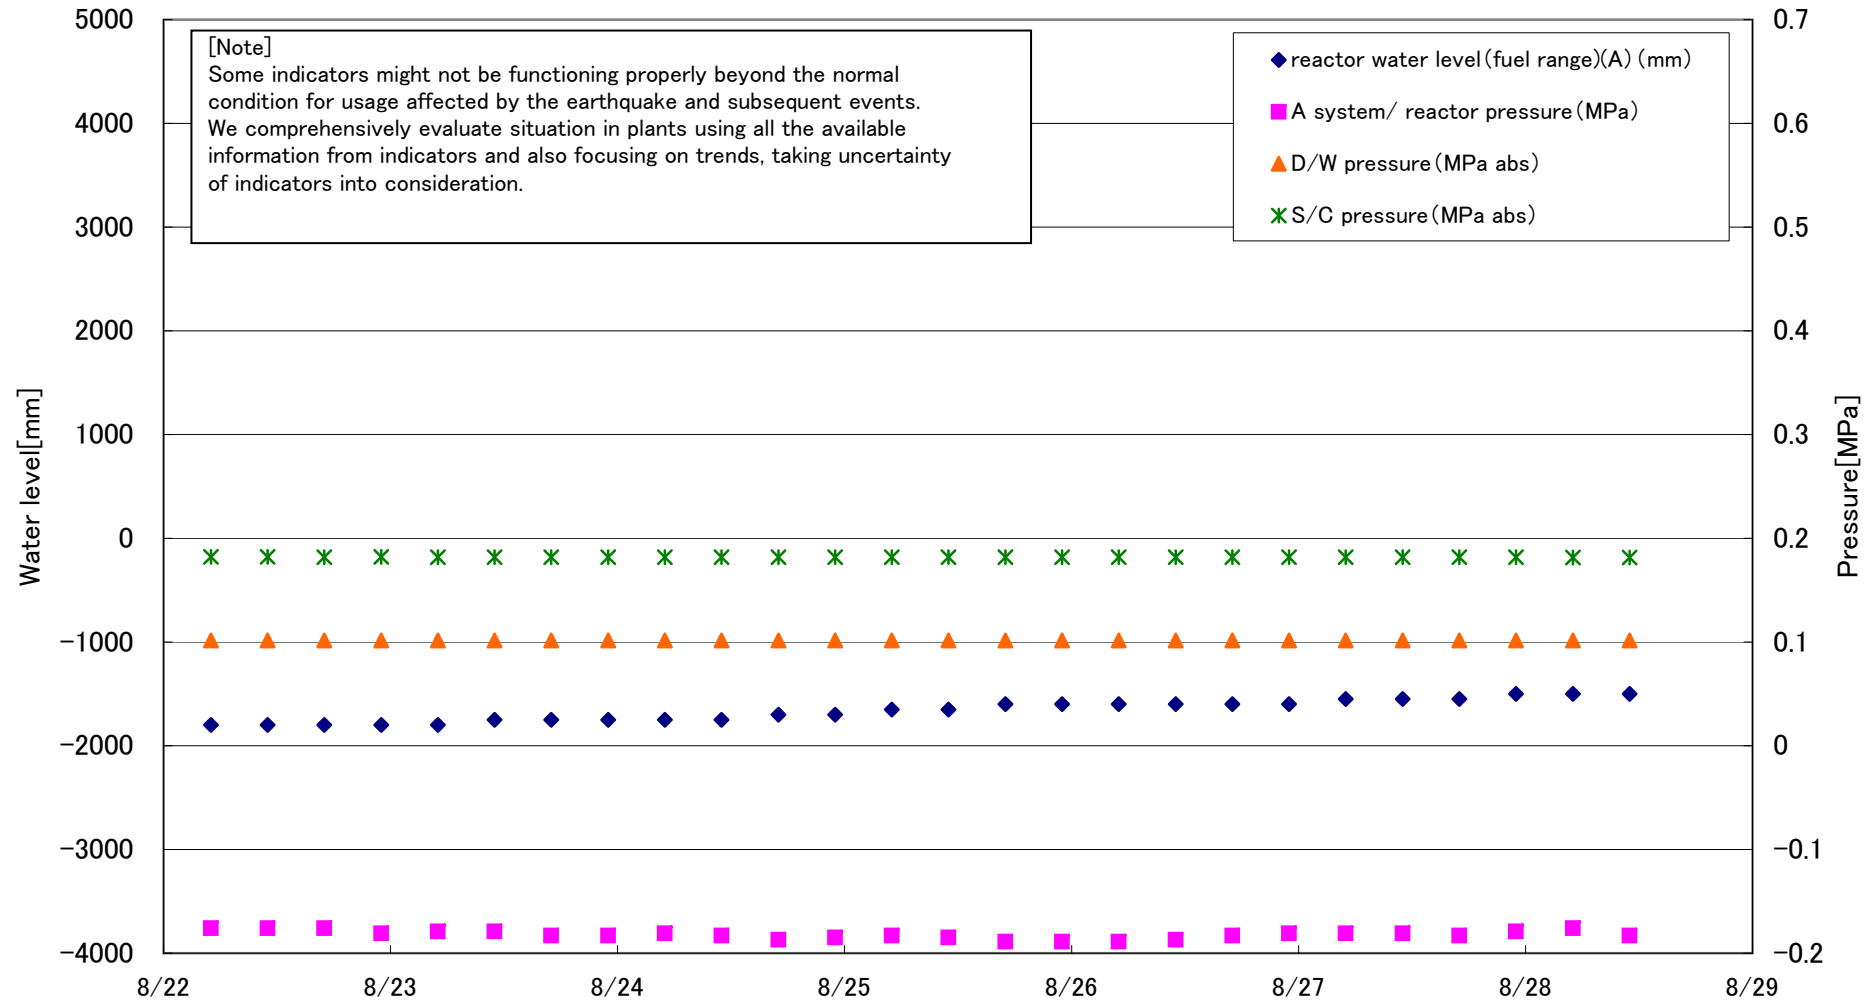 [Note]
Some indicators might not be functioning properly beyond the normal
condition for usage affected by the earthquake and subsequent events.
We comprehensively evaluate situation in plants using all the available
information from indicators and also focusing on trends, taking uncertainty
of indicators into consideration.
reactor water level(fuel range)(A) (mm)
A system/ reactor pressure(MPa)
D/W pressure(MPa abs)
S/C pressure(MPa abs)
Water level[mm]
5000
4000
3000
2000
1000
0
-1000
-2000
-3000
-4000
Pressure[MPa]
0.7
0.6
0.5
0.4
0.3
0.2
0.1
0
-0.1
-0.2
8/22 8/23 8/24 8/25 8/26 8/27 8/28 8/29